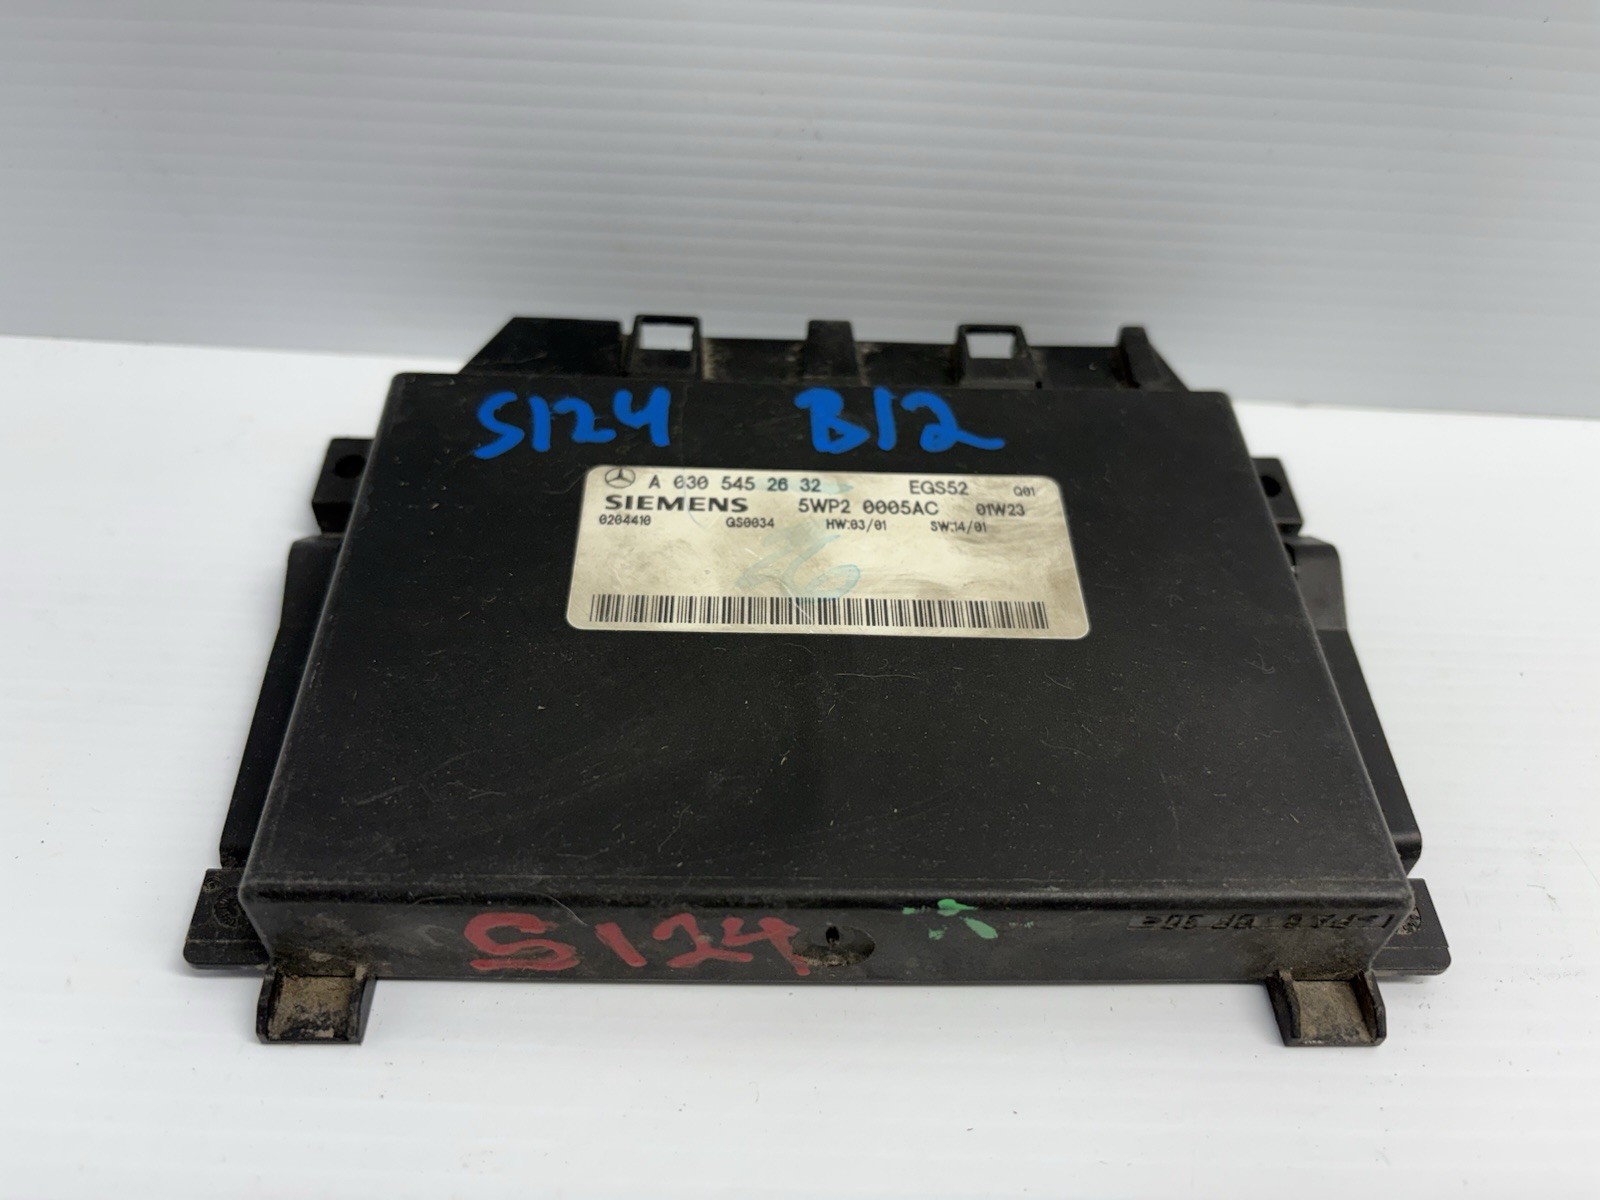 S124 B12
A 030 545 26 32 EGS52 Q01
SIEMENS 5WP2 0005AC 01W23
0204410 GS0034 HW:03/01 SW:14/01
S124